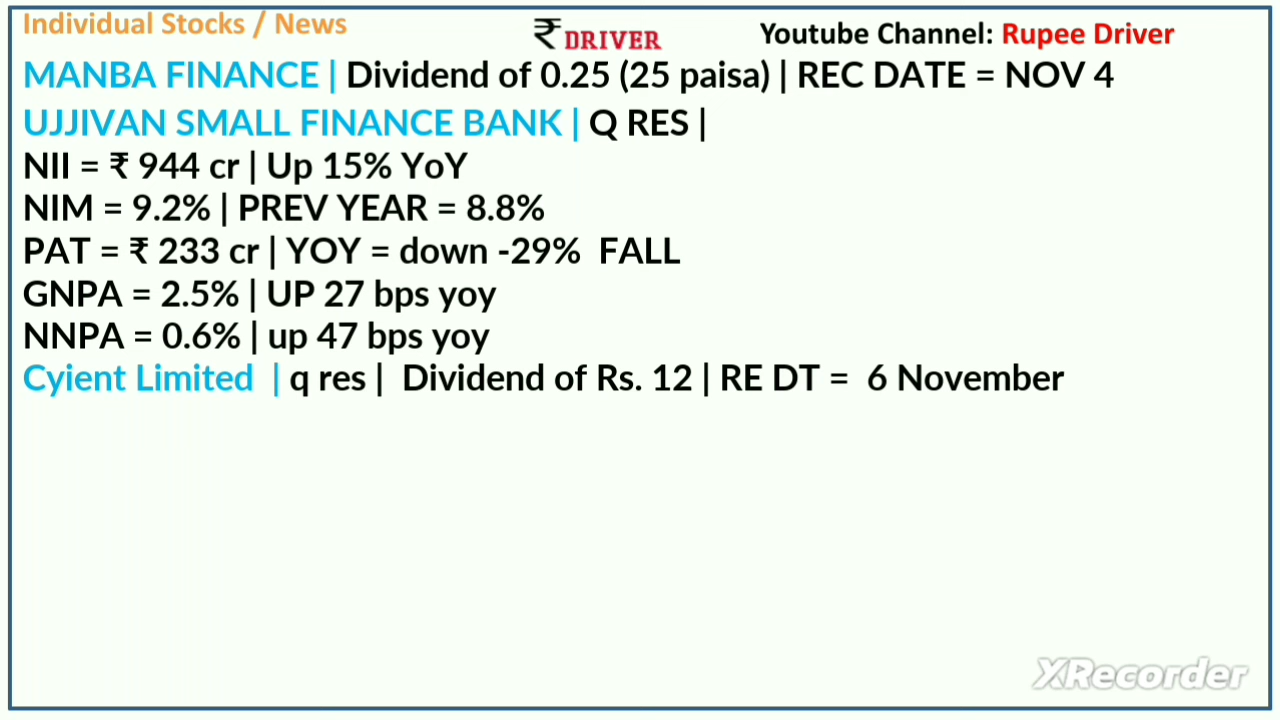 Individual Stocks / News
₹ DRIVER
Youtube Channel: Rupee Driver
MANBA FINANCE | Dividend of 0.25 (25 paisa) | REC DATE = NOV 4
UJJIVAN SMALL FINANCE BANK | Q RES |
NII = ₹ 944 cr | Up 15% YoY
NIM = 9.2% | PREV YEAR = 8.8%
PAT = ₹ 233 cr | YOY = down -29% FALL
GNPA = 2.5% | UP 27 bps yoy
NNPA = 0.6% | up 47 bps yoy
Cyient Limited | q res | Dividend of Rs. 12 | RE DT = 6 November
XRecorder